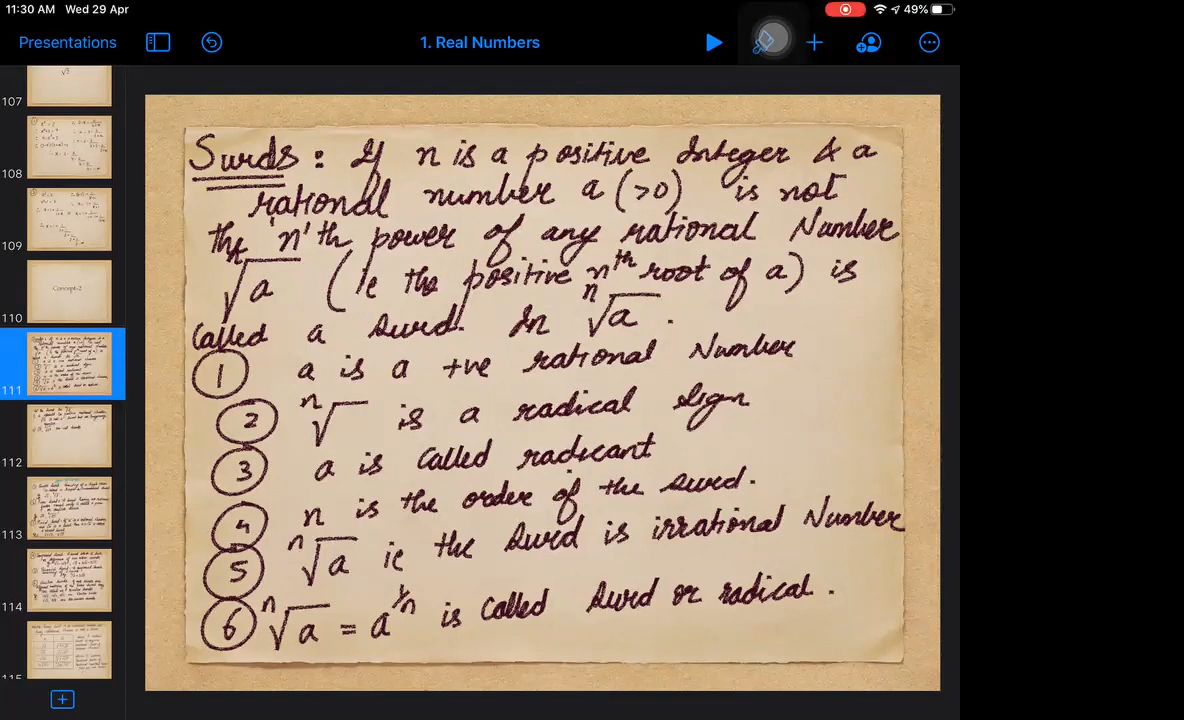 11:30 AM Wed 29 Apr
49%
Presentations
1. Real Numbers
107
108
109
110
Concept-2
111
112
113
114
Surds : If n is a positive Integer & a
rational number a (>0) is not
the 'n'th power of any rational Number
n√a (ie the positive nth root of a) is
Called a Surd. In n√a .
① a is a +ve rational Number
② n√ is a radical sign
③ a is called radicant
④ n is the order of the surd.
⑤ n√a ie the Surd is irrational Number
⑥ n√a = a^1/n is called Surd or radical .